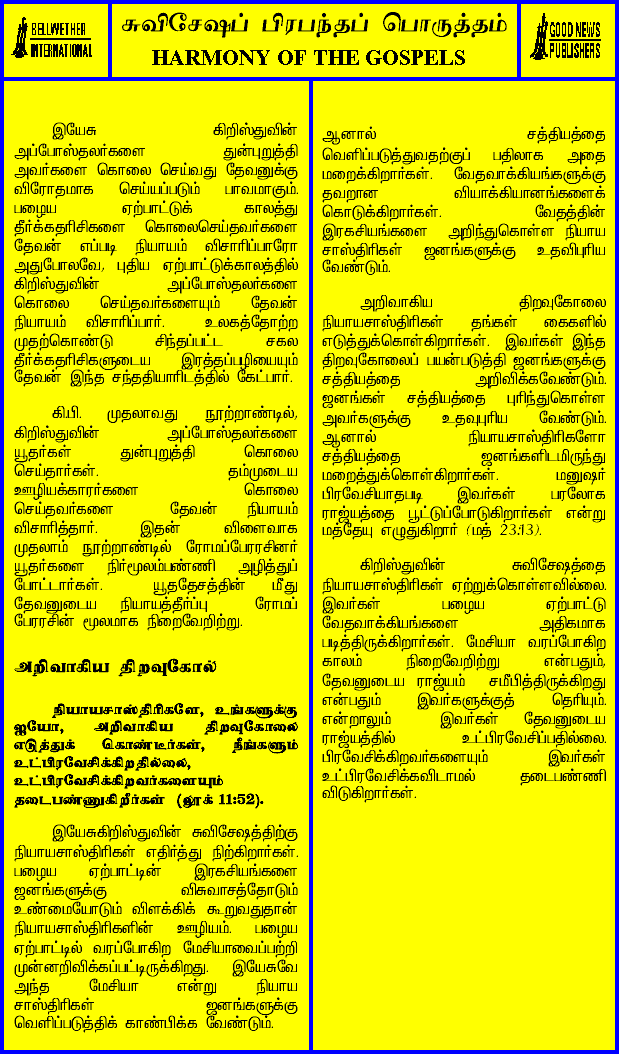 BELLWETHER
INTERNATIONAL
சுவிசேஷப் பிரபந்தப் பொருத்தம்
HARMONY OF THE GOSPELS
GOOD NEWS
PUBLISHERS
இயேசு கிறிஸ்துவின்
அப்போஸ்தலர்களை துன்புறுத்தி
அவர்களை கொலை செய்வது தேவனுக்கு
விரோதமாக செய்யப்படும் பாவமாகும்.
பழைய ஏற்பாட்டுக் காலத்து
தீர்க்கதரிசிகளை கொலைசெய்தவர்களை
தேவன் எப்படி நியாயம் விசாரிப்பாரோ
அதுபோலவே, புதிய ஏற்பாட்டுக்காலத்தில்
கிறிஸ்துவின் அப்போஸ்தலர்களை
கொலை செய்தவர்களையும் தேவன்
நியாயம் விசாரிப்பார். உலகத்தோற்ற
முதற்கொண்டு சிந்தப்பட்ட சகல
தீர்க்கதரிசிகளுடைய இரத்தப்பழியையும்
தேவன் இந்த சந்ததியாரிடத்தில் கேட்பார்.
கி.பி. முதலாவது நூற்றாண்டில்,
கிறிஸ்துவின் அப்போஸ்தலர்களை
யூதர்கள் துன்புறுத்தி கொலை
செய்தார்கள். தம்முடைய
ஊழியக்காரர்களை கொலை
செய்தவர்களை தேவன் நியாயம்
விசாரித்தார். இதன் விளைவாக
முதலாம் நூற்றாண்டில் ரோமப்பேரரசினர்
யூதர்களை நிர்மூலம்பண்ணி அழித்துப்
போட்டார்கள். யூததேசத்தின் மீது
தேவனுடைய நியாயத்தீர்ப்பு ரோமப்
பேரரசின் மூலமாக நிறைவேறிற்று.
அறிவாகிய திறவுகோல்
நியாயசாஸ்திரிகளே, உங்களுக்கு
ஐயோ, அறிவாகிய திறவுகோலை
எடுத்துக் கொண்டீர்கள், நீங்களும்
உட்பிரவேசிக்கிறதில்லை,
உட்பிரவேசிக்கிறவர்களையும்
தடைபண்ணுகிறீர்கள் (லூக் 11:52).
இயேசுகிறிஸ்துவின் சுவிசேஷத்திற்கு
நியாயசாஸ்திரிகள் எதிர்த்து நிற்கிறார்கள்.
பழைய ஏற்பாட்டின் இரகசியங்களை
ஜனங்களுக்கு விசுவாசத்தோடும்
உண்மையோடும் விளக்கிக் கூறுவதுதான்
நியாயசாஸ்திரிகளின் ஊழியம். பழைய
ஏற்பாட்டில் வரப்போகிற மேசியாவைப்பற்றி
முன்னறிவிக்கப்பட்டிருக்கிறது. இயேசுவே
அந்த மேசியா என்று நியாய
சாஸ்திரிகள் ஜனங்களுக்கு
வெளிப்படுத்திக் காண்பிக்க வேண்டும்.
ஆனால் சத்தியத்தை
வெளிப்படுத்துவதற்குப் பதிலாக அதை
மறைக்கிறார்கள். வேதவாக்கியங்களுக்கு
தவறான வியாக்கியானங்களைக்
கொடுக்கிறார்கள். வேதத்தின்
இரகசியங்களை அறிந்துகொள்ள நியாய
சாஸ்திரிகள் ஜனங்களுக்கு உதவிபுரிய
வேண்டும்.
அறிவாகிய திறவுகோலை
நியாயசாஸ்திரிகள் தங்கள் கைகளில்
எடுத்துக்கொள்கிறார்கள். இவர்கள் இந்த
திறவுகோலைப் பயன்படுத்தி ஜனங்களுக்கு
சத்தியத்தை அறிவிக்கவேண்டும்.
ஜனங்கள் சத்தியத்தை புரிந்துகொள்ள
அவர்களுக்கு உதவுபுரிய வேண்டும்.
ஆனால் நியாயசாஸ்திரிகளோ
சத்தியத்தை ஜனங்களிடமிருந்து
மறைத்துக்கொள்கிறார்கள். மனுஷர்
பிரவேசியாதபடி இவர்கள் பரலோக
ராஜ்யத்தை பூட்டுப்போடுகிறார்கள் என்று
மத்தேயு எழுதுகிறார் (மத் 23:13).
கிறிஸ்துவின் சுவிசேஷத்தை
நியாயசாஸ்திரிகள் ஏற்றுக்கொள்ளவில்லை.
இவர்கள் பழைய ஏற்பாட்டு
வேதவாக்கியங்களை அதிகமாக
படித்திருக்கிறார்கள். மேசியா வரப்போகிற
காலம் நிறைவேறிற்று என்பதும்,
தேவனுடைய ராஜ்யம் சமீபித்திருக்கிறது
என்பதும் இவர்களுக்குத் தெரியும்.
என்றாலும் இவர்கள் தேவனுடைய
ராஜ்யத்தில் உட்பிரவேசிப்பதில்லை.
பிரவேசிக்கிறவர்களையும் இவர்கள்
உட்பிரவேசிக்கவிடாமல் தடைபண்ணி
விடுகிறார்கள்.